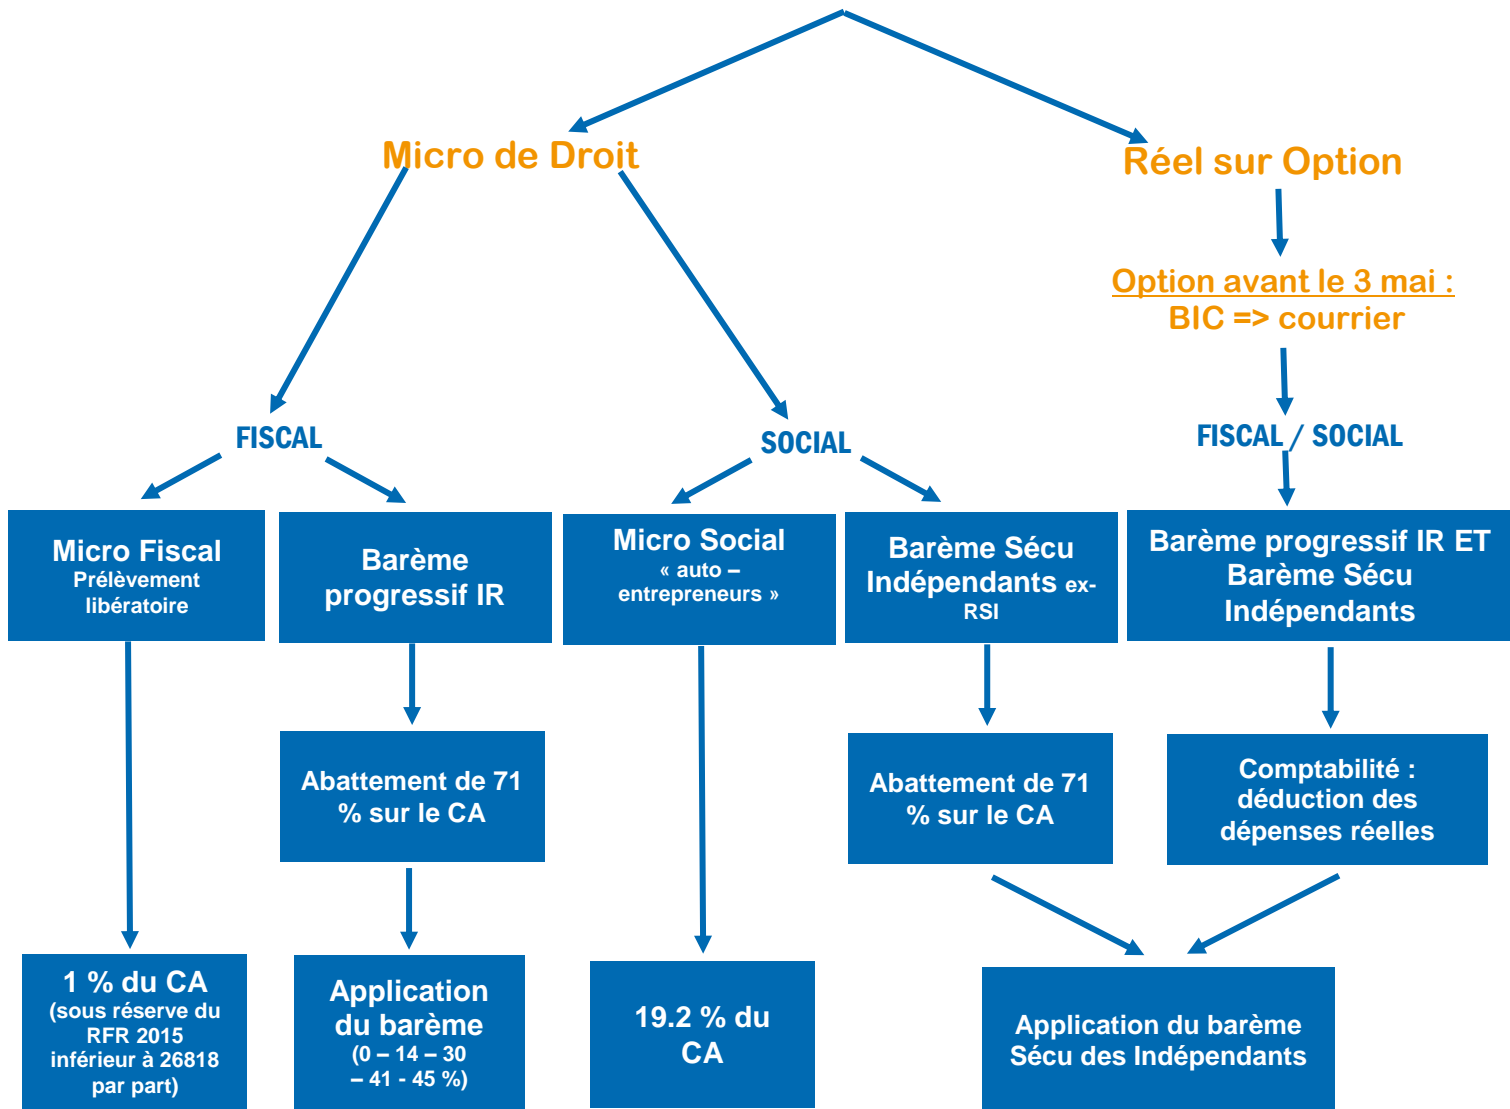 Micro de Droit
Réel sur Option
Option avant le 3 mai :
BIC => courrier
FISCAL
SOCIAL
FISCAL / SOCIAL
Micro Fiscal
Prélèvement
libératoire
Barème
progressif IR
Micro Social
« auto –
entrepreneurs »
Barème Sécu
Indépendants ex-
RSI
Barème progressif IR ET
Barème Sécu
Indépendants
Abattement de 71
% sur le CA
Abattement de 71
% sur le CA
Comptabilité :
déduction des
dépenses réelles
1 % du CA
(sous réserve du
RFR 2015
inférieur à 26818
par part)
Application
du barème
(0 – 14 – 30
– 41 - 45 %)
19.2 % du
CA
Application du barème
Sécu des Indépendants